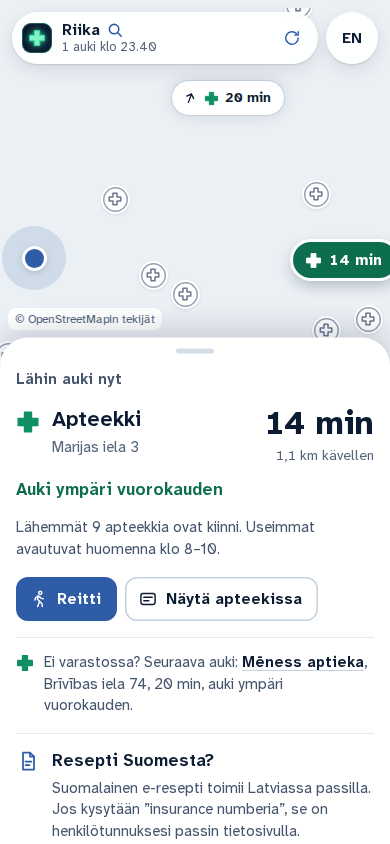 Riika
1 auki klo 23.40
EN
20 min
14 min
© OpenStreetMapin tekijät
Lähin auki nyt
Apteekki
14 min
Marijas iela 3
1,1 km kävellen
Auki ympäri vuorokauden
Lähemmät 9 apteekkia ovat kiinni. Useimmat
avautuvat huomenna klo 8–10.
Reitti
Näytä apteekissa
Ei varastossa? Seuraava auki: Mēness aptieka,
Brīvības iela 74, 20 min, auki ympäri
vuorokauden.
Resepti Suomesta?
Suomalainen e-resepti toimii Latviassa passilla.
Jos kysytään ”insurance numberia”, se on
henkilötunnuksesi passin tietosivulla.